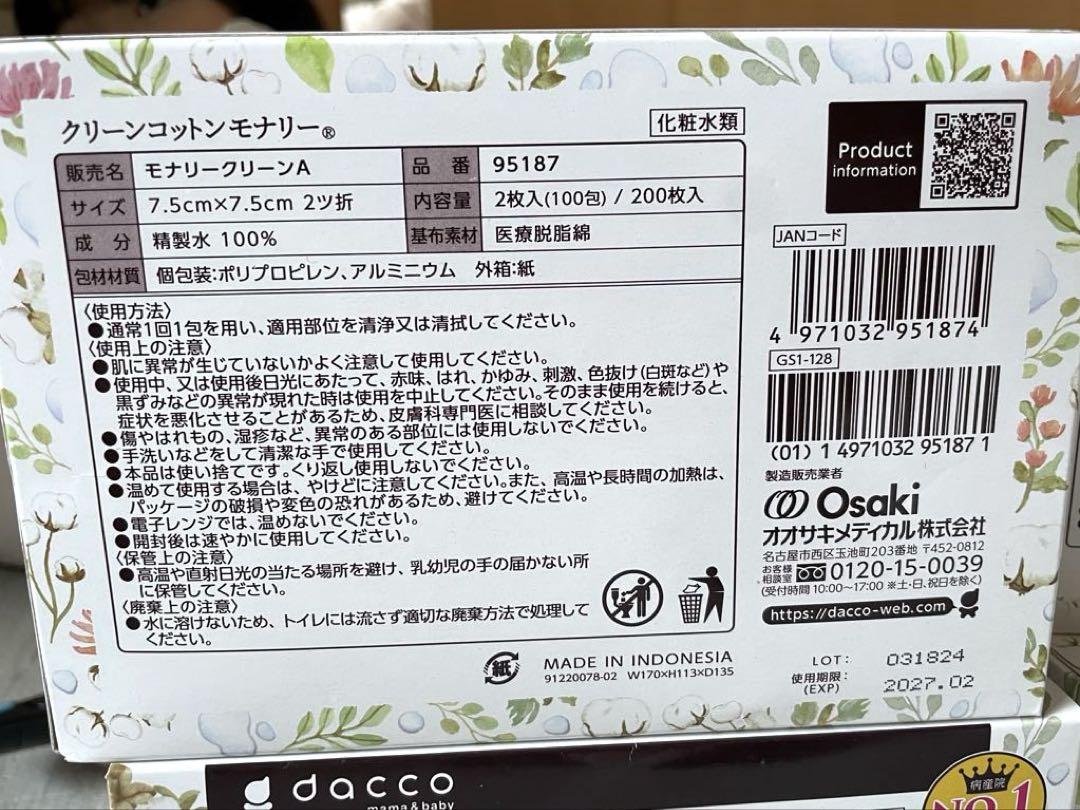 クリーンコットン モナリー®
化粧水類
Product
information
販売名 モナリークリーンA 品番 95187
サイズ 7.5cm×7.5cm 2ツ折 内容量 2枚入(100包) / 200枚入
成分 精製水 100% 基布素材 医療脱脂綿
包材材質 個包装:ポリプロピレン、アルミニウム 外箱:紙
〈使用方法〉
●通常1回1包を用い、適用部位を清浄又は清拭してください。
〈使用上の注意〉
●肌に異常が生じていないかよく注意して使用してください。
●使用中、又は使用後日光にあたって、赤味、はれ、かゆみ、刺激、色抜け(白斑など)や
黒ずみなどの異常が現れた時は使用を中止してください。そのまま使用を続けると、
症状を悪化させることがあるため、皮膚科専門医に相談してください。
●傷やはれもの、湿疹など、異常のある部位には使用しないでください。
●手洗いなどをして清潔な手で使用してください。
●本品は使い捨てです。くり返し使用しないでください。
●温めて使用する場合は、やけどに注意してください。また、高温や長時間の加熱は、
パッケージの破損や変色の恐れがあるため、避けてください。
●電子レンジでは、温めないでください。
●開封後は速やかに使用してください。
〈保管上の注意〉
●高温や直射日光の当たる場所を避け、乳幼児の手の届かない所
に保管してください。
〈廃棄上の注意〉
●水に溶けないため、トイレには流さず適切な廃棄方法で処理して
ください。
紙
MADE IN INDONESIA
91220078-02 W170×H113×D135
JANコード
4 971032 951874
GS1-128
(01) 1 4971032 95187 1
製造販売業者
Osaki
オオサキメディカル株式会社
名古屋市西区玉池町203番地 〒452-0812
お客様
相談室 0120-15-0039
(受付時間 10:00〜17:00 ※土・日、祝日を除く)
https://dacco-web.com
LOT: 031824
使用期限:
(EXP) 2027.02
dacco
mama & baby
病産院
NO.1